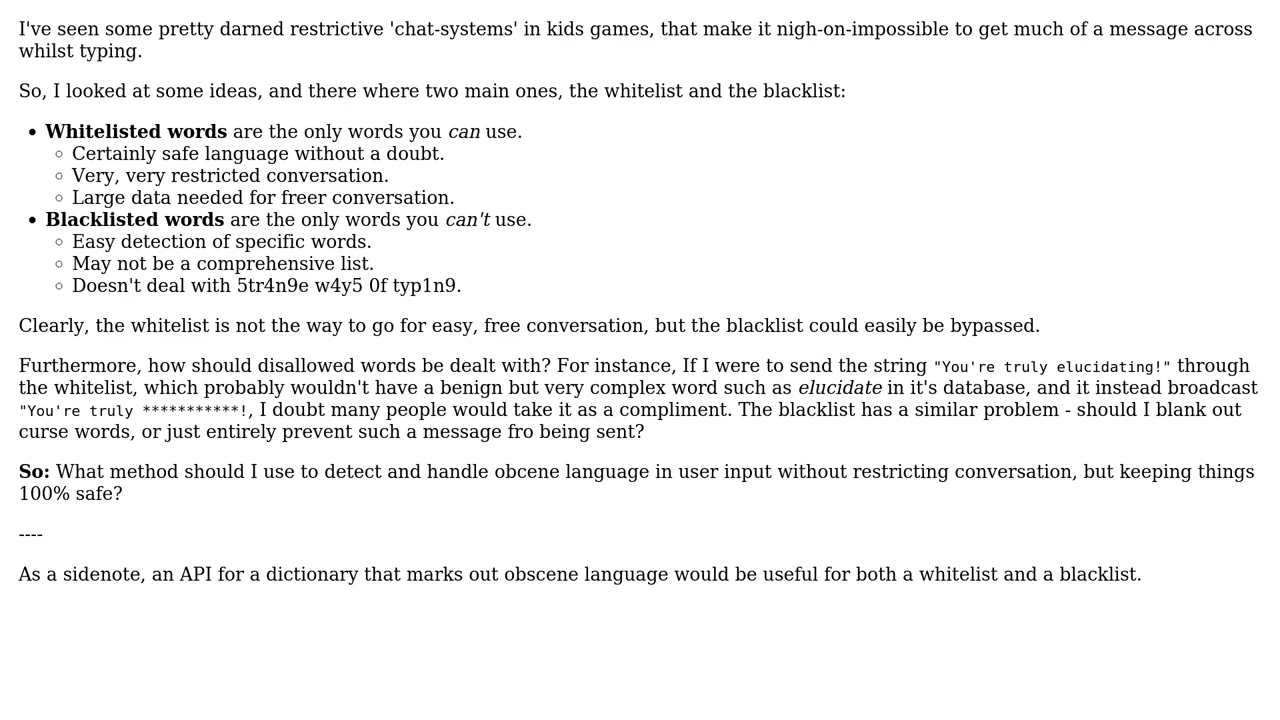 I've seen some pretty darned restrictive 'chat-systems' in kids games, that make it nigh-on-impossible to get much of a message across
whilst typing.
So, I looked at some ideas, and there where two main ones, the whitelist and the blacklist:
• Whitelisted words are the only words you can use.
◦ Certainly safe language without a doubt.
◦ Very, very restricted conversation.
◦ Large data needed for freer conversation.
• Blacklisted words are the only words you can't use.
◦ Easy detection of specific words.
◦ May not be a comprehensive list.
◦ Doesn't deal with 5tr4n9e w4y5 0f typ1n9.
Clearly, the whitelist is not the way to go for easy, free conversation, but the blacklist could easily be bypassed.
Furthermore, how should disallowed words be dealt with? For instance, If I were to send the string "You're truly elucidating!" through
the whitelist, which probably wouldn't have a benign but very complex word such as elucidate in it's database, and it instead broadcast
"You're truly ***********!, I doubt many people would take it as a compliment. The blacklist has a similar problem - should I blank out
curse words, or just entirely prevent such a message fro being sent?
So: What method should I use to detect and handle obcene language in user input without restricting conversation, but keeping things
100% safe?
----
As a sidenote, an API for a dictionary that marks out obscene language would be useful for both a whitelist and a blacklist.